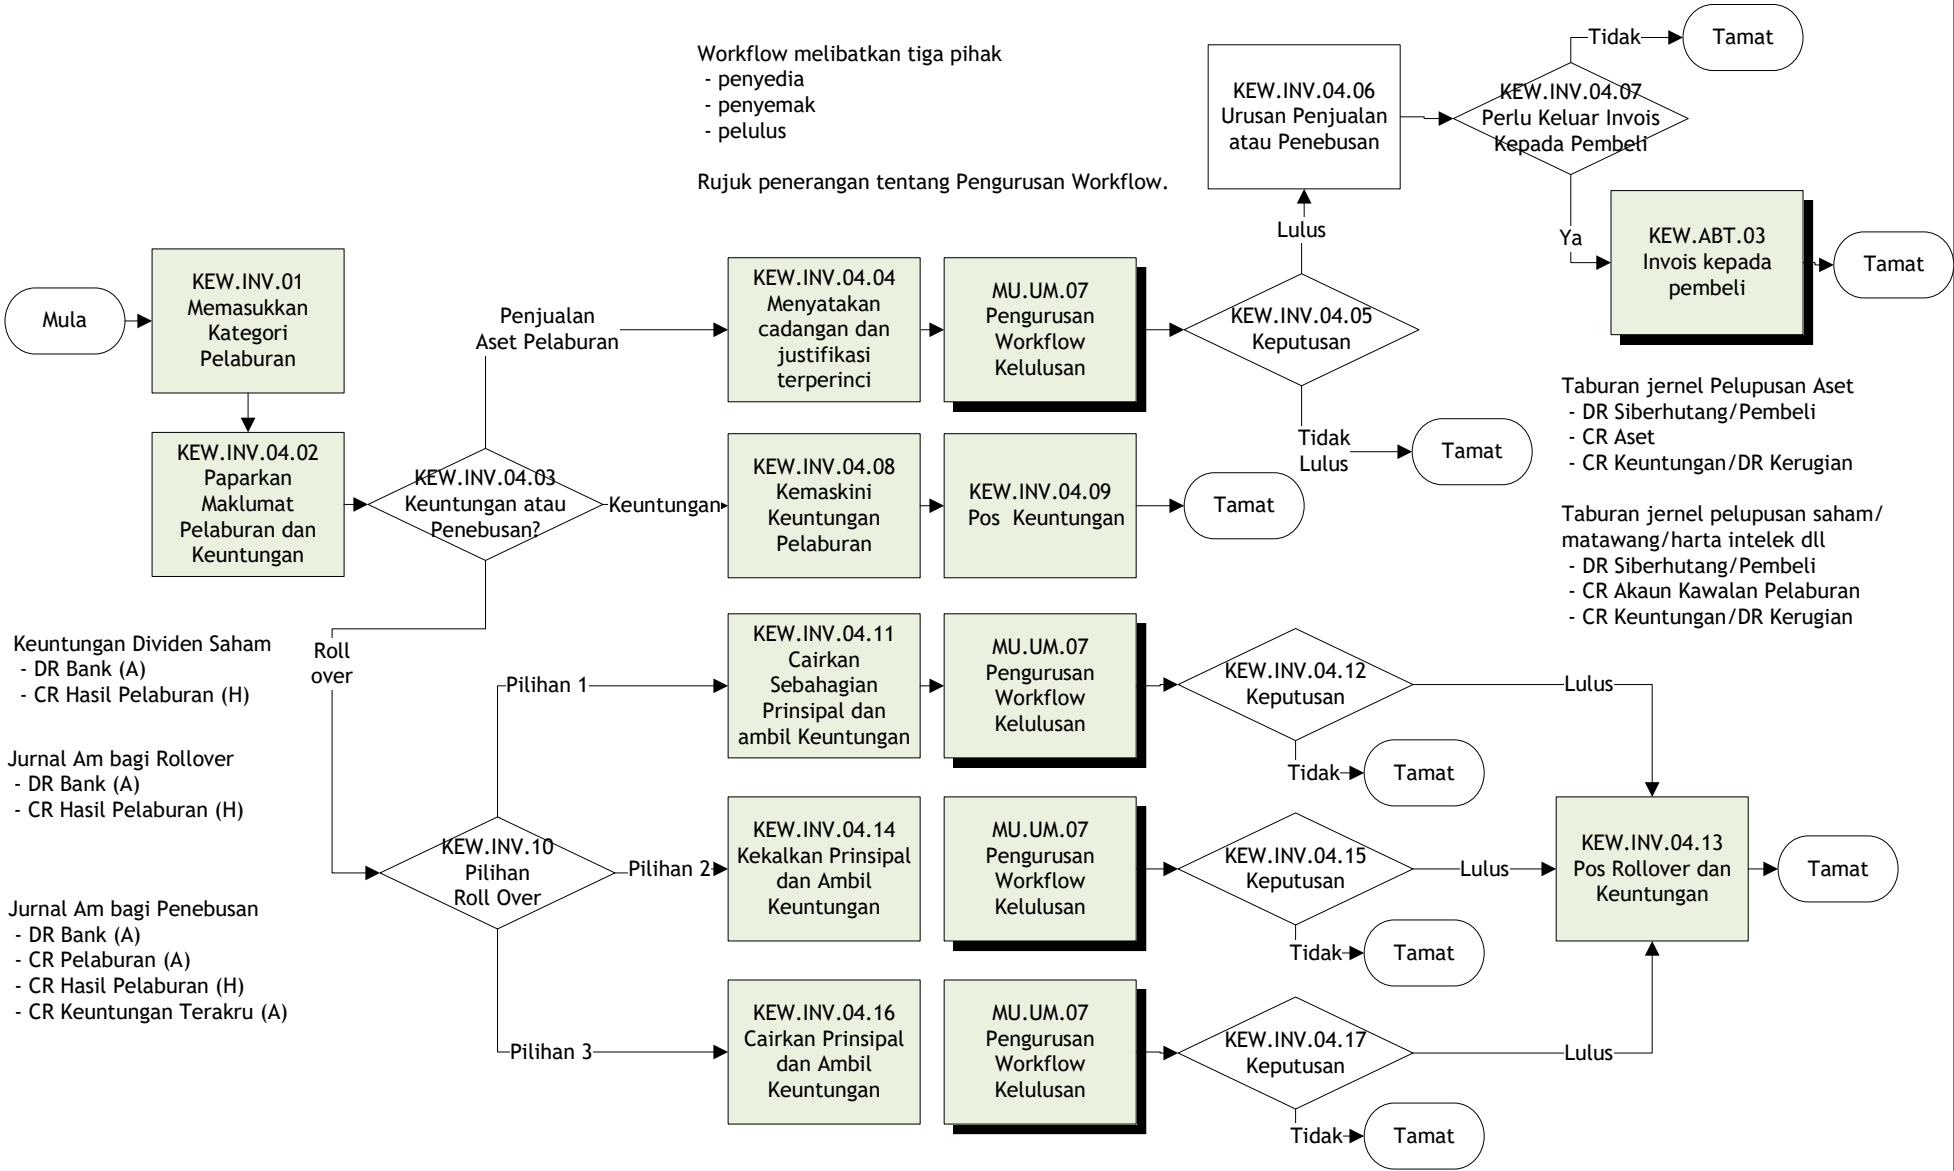 Workflow melibatkan tiga pihak
- penyedia
- penyemak
- pelulus
Rujuk penerangan tentang Pengurusan Workflow.
Mula
KEW.INV.01
Memasukkan
Kategori
Pelaburan
KEW.INV.04.02
Paparkan
Maklumat
Pelaburan dan
Keuntungan
KEW.INV.04.03
Keuntungan atau
Penebusan?
Penjualan
Aset Pelaburan
KEW.INV.04.04
Menyatakan
cadangan dan
justifikasi
terperinci
MU.UM.07
Pengurusan
Workflow
Kelulusan
KEW.INV.04.05
Keputusan
Lulus
KEW.INV.04.06
Urusan Penjualan
atau Penebusan
KEW.INV.04.07
Perlu Keluar Invois
Kepada Pembeli
Tidak
Tamat
Ya
KEW.ABT.03
Invois kepada
pembeli
Tamat
Tidak
Lulus
Tamat
Keuntungan
KEW.INV.04.08
Kemaskini
Keuntungan
Pelaburan
KEW.INV.04.09
Pos Keuntungan
Tamat
Taburan jernel Pelupusan Aset
- DR Siberhutang/Pembeli
- CR Aset
- CR Keuntungan/DR Kerugian
Taburan jernel pelupusan saham/
matawang/harta intelek dll
- DR Siberhutang/Pembeli
- CR Akaun Kawalan Pelaburan
- CR Keuntungan/DR Kerugian
Keuntungan Dividen Saham
- DR Bank (A)
- CR Hasil Pelaburan (H)
Jurnal Am bagi Rollover
- DR Bank (A)
- CR Hasil Pelaburan (H)
Jurnal Am bagi Penebusan
- DR Bank (A)
- CR Pelaburan (A)
- CR Hasil Pelaburan (H)
- CR Keuntungan Terakru (A)
Roll
over
KEW.INV.10
Pilihan
Roll Over
Pilihan 1
KEW.INV.04.11
Cairkan
Sebahagian
Prinsipal dan
ambil Keuntungan
MU.UM.07
Pengurusan
Workflow
Kelulusan
KEW.INV.04.12
Keputusan
Lulus
Tidak
Tamat
Pilihan 2
KEW.INV.04.14
Kekalkan Prinsipal
dan Ambil
Keuntungan
MU.UM.07
Pengurusan
Workflow
Kelulusan
KEW.INV.04.15
Keputusan
Lulus
Tidak
Tamat
KEW.INV.04.13
Pos Rollover dan
Keuntungan
Tamat
Pilihan 3
KEW.INV.04.16
Cairkan Prinsipal
dan Ambil
Keuntungan
MU.UM.07
Pengurusan
Workflow
Kelulusan
KEW.INV.04.17
Keputusan
Lulus
Tidak
Tamat